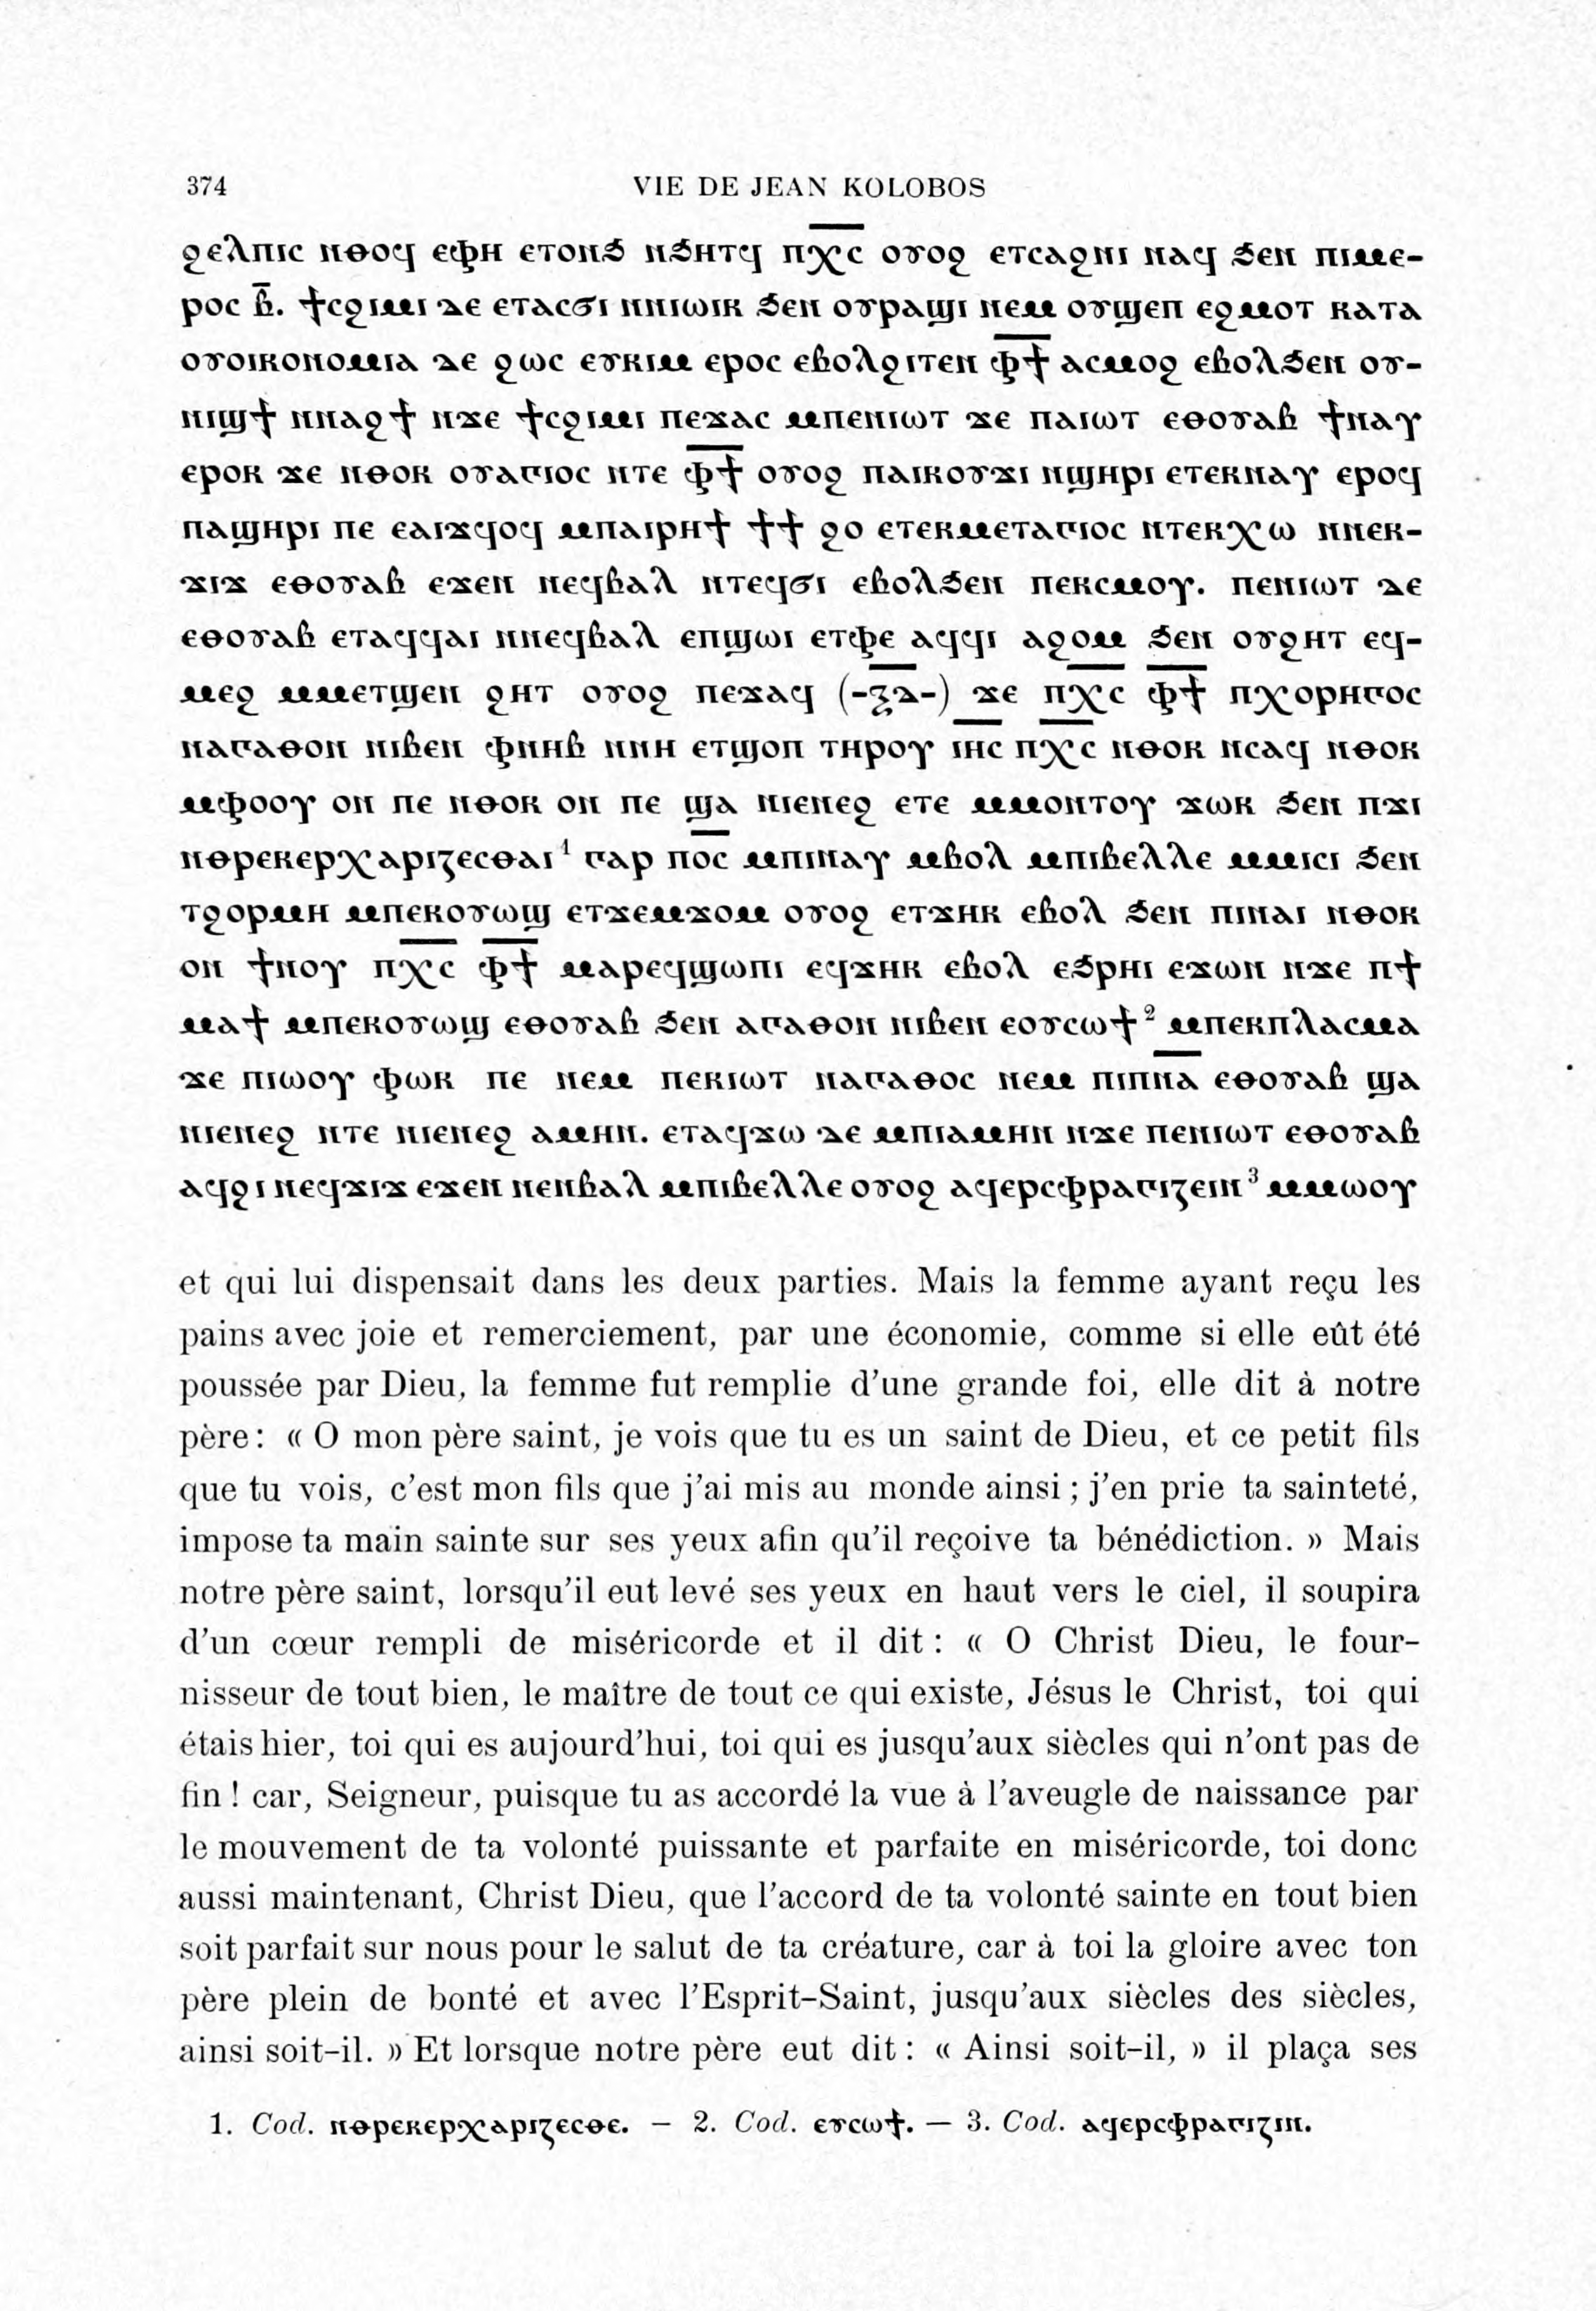 374 VIE DE JEAN KOLOBOS
ϩⲉⲗⲡⲓⲥ ⲛⲑⲟϥ ⲉⲫⲏ ⲉⲧⲟⲛϧ ⲛϧⲏⲧϥ ⲡ̅ⲭ̅ⲥ̅ ⲟⲩⲟϩ ⲉⲧⲥⲁϩⲛⲓ ⲛⲁϥ ϧⲉⲛ ⲡⲓⲙⲉ-
ⲣⲟⲥ ⲃ̅. ϯⲥϩⲓⲙⲓ ⲇⲉ ⲉⲧⲁⲥϭⲓ ⲛⲛⲓⲱⲓⲕ ϧⲉⲛ ⲟⲩⲣⲁϣⲓ ⲛⲉⲙ ⲟⲩϣⲉⲡ ⲉϩⲙⲟⲧ ⲕⲁⲧⲁ
ⲟⲩⲟⲓⲕⲟⲛⲟⲙⲓⲁ ⲇⲉ ϩⲱⲥ ⲉⲩⲕⲓⲙ ⲉⲣⲟⲥ ⲉⲃⲟⲗϩⲓⲧⲉⲛ ⲫ̅ϯ̅ ⲁⲥⲙⲟϩ ⲉⲃⲟⲗϧⲉⲛ ⲟⲩ-
ⲛⲓϣϯ ⲛⲛⲁϩϯ ⲛϫⲉ ϯⲥϩⲓⲙⲓ ⲡⲉϫⲁⲥ ⲙⲡⲉⲛⲓⲱⲧ ϫⲉ ⲡⲁⲓⲱⲧ ⲉⲑⲟⲩⲁⲃ ϯⲛⲁⲩ
ⲉⲣⲟⲕ ϫⲉ ⲛⲑⲟⲕ ⲟⲩⲁⲅⲓⲟⲥ ⲛⲧⲉ ⲫ̅ϯ̅ ⲟⲩⲟϩ ⲡⲁⲓⲕⲟⲩϫⲓ ⲛϣⲏⲣⲓ ⲉⲧⲉⲕⲛⲁⲩ ⲉⲣⲟϥ
ⲡⲁϣⲏⲣⲓ ⲡⲉ ⲉⲁⲓϫϥⲟϥ ⲙⲡⲁⲓⲣⲏϯ ϯϯ ϩⲟ ⲉⲧⲉⲕⲙⲉⲧⲁⲅⲓⲟⲥ ⲛⲧⲉⲕⲭⲱ ⲛⲛⲉⲕ-
ϫⲓϫ ⲉⲑⲟⲩⲁⲃ ⲉϫⲉⲛ ⲛⲉϥⲃⲁⲗ ⲛⲧⲉϥϭⲓ ⲉⲃⲟⲗϧⲉⲛ ⲡⲉⲕⲥⲙⲟⲩ. ⲡⲉⲛⲓⲱⲧ ⲇⲉ
ⲉⲑⲟⲩⲁⲃ ⲉⲧⲁϥϥⲁⲓ ⲛⲛⲉϥⲃⲁⲗ ⲉⲡϣⲱⲓ ⲉⲧⲫⲉ ⲁϥϥⲓ ⲁϩⲟⲙ ϧⲉⲛ ⲟⲩϩⲏⲧ ⲉϥ-
ⲙⲉϩ ⲙⲙⲉⲧϣⲉⲛ ϩⲏⲧ ⲟⲩⲟϩ ⲡⲉϫⲁϥ (-ⲝ̅ⲇ̅-) ϫⲉ ⲡ̅ⲭ̅ⲥ̅ ⲫ̅ϯ̅ ⲡⲭⲟⲣⲏⲅⲟⲥ
ⲛⲁⲅⲁⲑⲟⲛ ⲛⲓⲃⲉⲛ ⲫⲛⲏⲃ ⲛⲛⲏ ⲉⲧϣⲟⲡ ⲧⲏⲣⲟⲩ ⲓ̅ⲏ̅ⲥ̅ ⲡ̅ⲭ̅ⲥ̅ ⲛⲑⲟⲕ ⲛⲥⲁϥ ⲛⲑⲟⲕ
ⲙⲫⲟⲟⲩ ⲟⲛ ⲡⲉ ⲛⲑⲟⲕ ⲟⲛ ⲡⲉ ϣⲁ ⲛⲓⲉⲛⲉϩ ⲉⲧⲉ ⲙⲙⲟⲛⲧⲟⲩ ϫⲱⲕ ϧⲉⲛ ⲡϫⲓ
ⲛⲑⲣⲉⲕⲉⲣⲭⲁⲣⲓⲍⲉⲥⲑⲁⲓ¹ ⲅⲁⲣ ⲡ̅ⲟ̅ⲥ̅ ⲙⲡⲓⲛⲁⲩ ⲙⲃⲟⲗ ⲙⲡⲓⲃⲉⲗⲗⲉ ⲙⲙⲓⲥⲓ ϧⲉⲛ
ⲧϩⲟⲣⲙⲏ ⲙⲡⲉⲕⲟⲩⲱϣ ⲉⲧϫⲉⲙϫⲟⲙ ⲟⲩⲟϩ ⲉⲧϫⲏⲕ ⲉⲃⲟⲗ ϧⲉⲛ ⲡⲓⲛⲁⲓ ⲛⲑⲟⲕ
ⲟⲛ ϯⲛⲟⲩ ⲡ̅ⲭ̅ⲥ̅ ⲫ̅ϯ̅ ⲙⲁⲣⲉϥϣⲱⲡⲓ ⲉϥϫⲏⲕ ⲉⲃⲟⲗ ⲉϧⲣⲏⲓ ⲉϫⲱⲛ ⲛϫⲉ ⲡϯ
ⲙⲁϯ ⲙⲡⲉⲕⲟⲩⲱϣ ⲉⲑⲟⲩⲁⲃ ϧⲉⲛ ⲁⲅⲁⲑⲟⲛ ⲛⲓⲃⲉⲛ ⲉⲟⲩⲥⲱϯ² ⲙⲡⲉⲕⲡⲗⲁⲥⲙⲁ
ϫⲉ ⲡⲓⲱⲟⲩ ⲫⲱⲕ ⲡⲉ ⲛⲉⲙ ⲡⲉⲕⲓⲱⲧ ⲛⲁⲅⲁⲑⲟⲥ ⲛⲉⲙ ⲡⲓⲡ̅ⲛ̅ⲁ̅ ⲉⲑⲟⲩⲁⲃ ϣⲁ
ⲛⲓⲉⲛⲉϩ ⲛⲧⲉ ⲛⲓⲉⲛⲉϩ ⲁⲙⲏⲛ. ⲉⲧⲁϥϫⲱ ⲇⲉ ⲙⲡⲓⲁⲙⲏⲛ ⲛϫⲉ ⲡⲉⲛⲓⲱⲧ ⲉⲑⲟⲩⲁⲃ
ⲁϥϩⲓ ⲛⲉϥϫⲓϫ ⲉϫⲉⲛ ⲛⲉⲛⲃⲁⲗ ⲙⲡⲓⲃⲉⲗⲗⲉ ⲟⲩⲟϩ ⲁϥⲉⲣⲥⲫⲣⲁⲅⲓⲍⲉⲓⲛ³ ⲙⲙⲱⲟⲩ
et qui lui dispensait dans les deux parties. Mais la femme ayant reçu les
pains avec joie et remerciement, par une économie, comme si elle eût été
poussée par Dieu, la femme fut remplie d'une grande foi, elle dit à notre
père : « O mon père saint, je vois que tu es un saint de Dieu, et ce petit fils
que tu vois, c'est mon fils que j'ai mis au monde ainsi ; j'en prie ta sainteté,
impose ta main sainte sur ses yeux afin qu'il reçoive ta bénédiction. » Mais
notre père saint, lorsqu'il eut levé ses yeux en haut vers le ciel, il soupira
d'un cœur rempli de miséricorde et il dit : « O Christ Dieu, le four-
nisseur de tout bien, le maître de tout ce qui existe, Jésus le Christ, toi qui
étais hier, toi qui es aujourd'hui, toi qui es jusqu'aux siècles qui n'ont pas de
fin ! car, Seigneur, puisque tu as accordé la vue à l'aveugle de naissance par
le mouvement de ta volonté puissante et parfaite en miséricorde, toi donc
aussi maintenant, Christ Dieu, que l'accord de ta volonté sainte en tout bien
soit parfait sur nous pour le salut de ta créature, car à toi la gloire avec ton
père plein de bonté et avec l'Esprit-Saint, jusqu'aux siècles des siècles,
ainsi soit-il. » Et lorsque notre père eut dit : « Ainsi soit-il, » il plaça ses
1. Cod. ⲛⲑⲣⲉⲕⲉⲣⲭⲁⲣⲓⲍⲉⲥⲑⲉ. — 2. Cod. ⲉⲩⲥⲱϯ. — 3. Cod. ⲁϥⲉⲣⲥⲫⲣⲁⲅⲓⲍⲓⲛ.